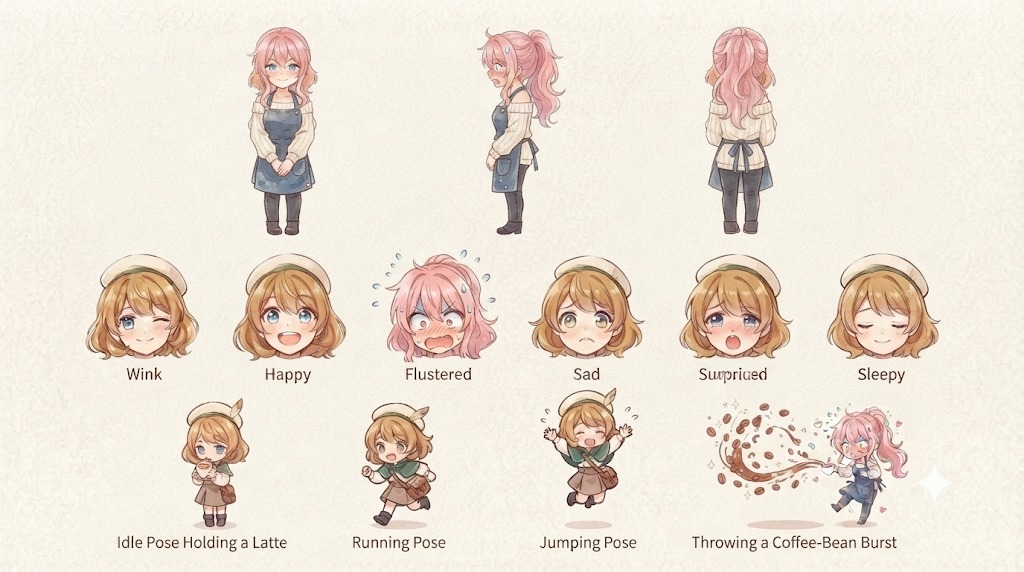 Wink
Happy
Flustered
Sad
Sleepy
Idle Pose Holding a Latte
Running Pose
Jumping Pose
Throwing a Coffee-Bean Burst